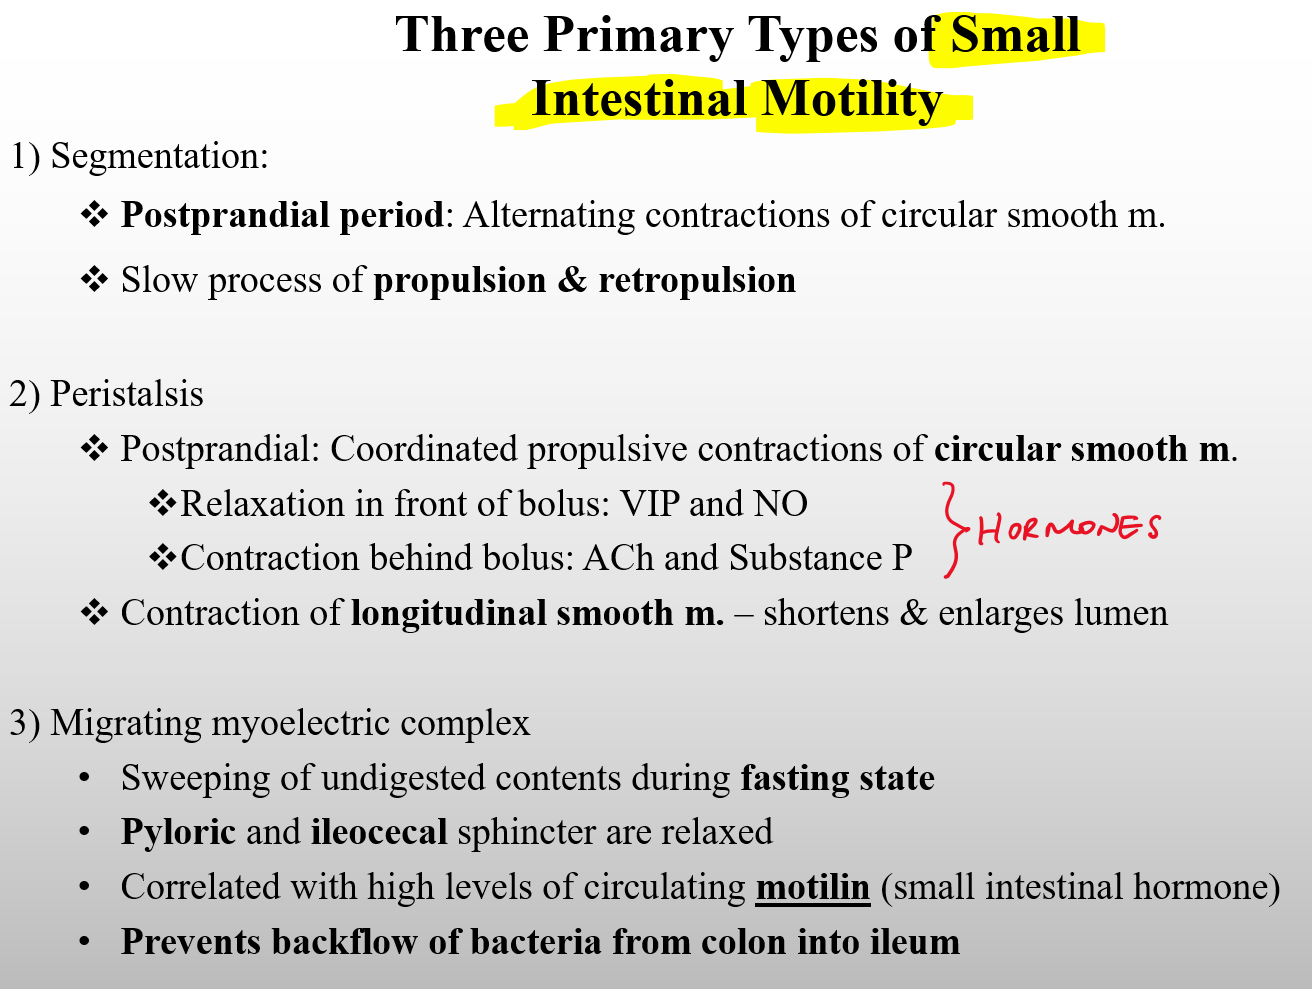 Three Primary Types of Small
Intestinal Motility
1) Segmentation:
❖ Postprandial period: Alternating contractions of circular smooth m.
❖ Slow process of propulsion & retropulsion
2) Peristalsis
❖ Postprandial: Coordinated propulsive contractions of circular smooth m.
❖Relaxation in front of bolus: VIP and NO
❖Contraction behind bolus: ACh and Substance P
HORMONES
❖ Contraction of longitudinal smooth m. – shortens & enlarges lumen
3) Migrating myoelectric complex
• Sweeping of undigested contents during fasting state
• Pyloric and ileocecal sphincter are relaxed
• Correlated with high levels of circulating motilin (small intestinal hormone)
• Prevents backflow of bacteria from colon into ileum